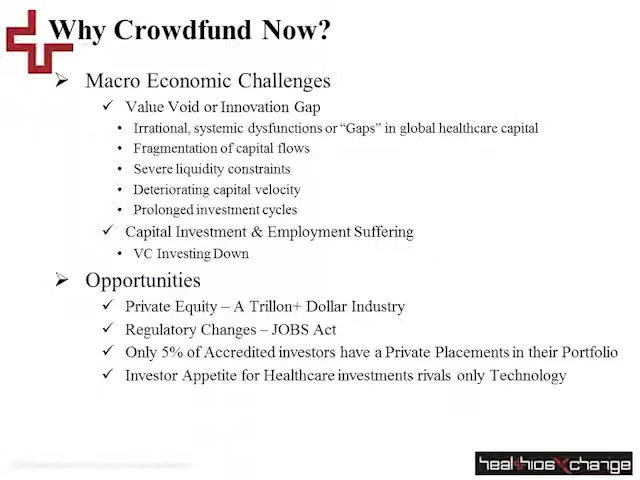 Why Crowdfund Now?
➢ Macro Economic Challenges
✓ Value Void or Innovation Gap
• Irrational, systemic dysfunctions or “Gaps” in global healthcare capital
• Fragmentation of capital flows
• Severe liquidity constraints
• Deteriorating capital velocity
• Prolonged investment cycles
✓ Capital Investment & Employment Suffering
• VC Investing Down
➢ Opportunities
✓ Private Equity – A Trillon+ Dollar Industry
✓ Regulatory Changes – JOBS Act
✓ Only 5% of Accredited investors have a Private Placements in their Portfolio
✓ Investor Appetite for Healthcare investments rivals only Technology
healthiosXchange